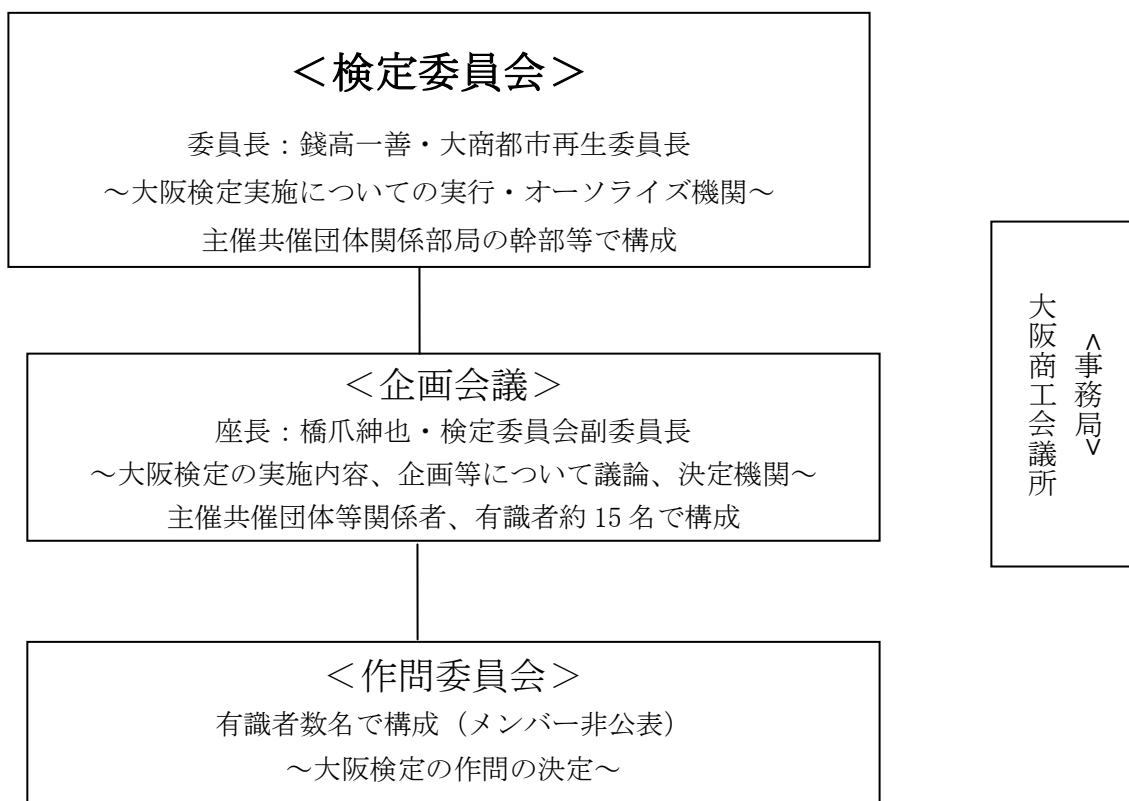 ＜検定委員会＞
委員長：錢高一善・大商都市再生委員長
～大阪検定実施についての実行・オーソライズ機関～
主催共催団体関係部局の幹部等で構成
＜企画会議＞
座長：橋爪紳也・検定委員会副委員長
～大阪検定の実施内容、企画等について議論、決定機関～
主催共催団体等関係者、有識者約 15 名で構成
＜作問委員会＞
有識者数名で構成（メンバー非公表）
～大阪検定の作問の決定～
<事務局>
大阪商工会議所